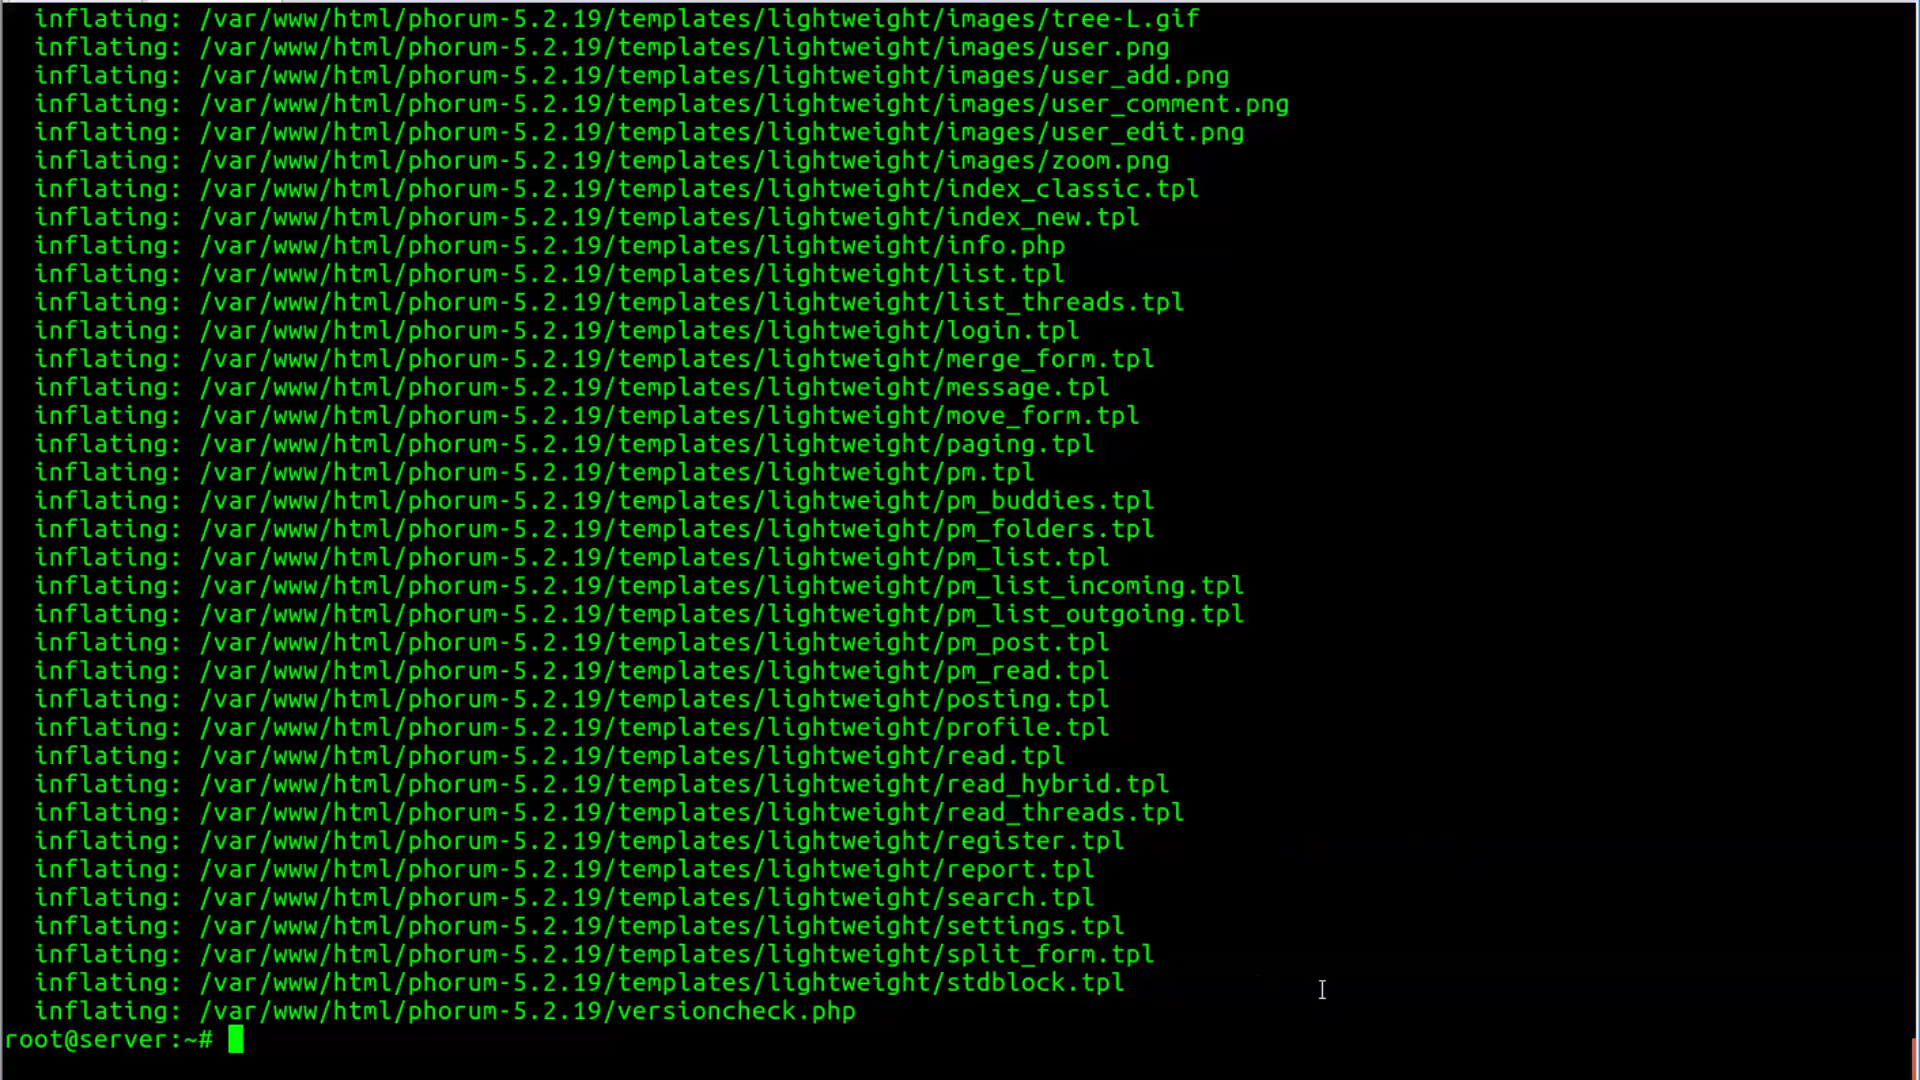 inflating: /var/www/html/phorum-5.2.19/templates/lightweight/images/tree-L.gif
inflating: /var/www/html/phorum-5.2.19/templates/lightweight/images/user.png
inflating: /var/www/html/phorum-5.2.19/templates/lightweight/images/user_add.png
inflating: /var/www/html/phorum-5.2.19/templates/lightweight/images/user_comment.png
inflating: /var/www/html/phorum-5.2.19/templates/lightweight/images/user_edit.png
inflating: /var/www/html/phorum-5.2.19/templates/lightweight/images/zoom.png
inflating: /var/www/html/phorum-5.2.19/templates/lightweight/index_classic.tpl
inflating: /var/www/html/phorum-5.2.19/templates/lightweight/index_new.tpl
inflating: /var/www/html/phorum-5.2.19/templates/lightweight/info.php
inflating: /var/www/html/phorum-5.2.19/templates/lightweight/list.tpl
inflating: /var/www/html/phorum-5.2.19/templates/lightweight/list_threads.tpl
inflating: /var/www/html/phorum-5.2.19/templates/lightweight/login.tpl
inflating: /var/www/html/phorum-5.2.19/templates/lightweight/merge_form.tpl
inflating: /var/www/html/phorum-5.2.19/templates/lightweight/message.tpl
inflating: /var/www/html/phorum-5.2.19/templates/lightweight/move_form.tpl
inflating: /var/www/html/phorum-5.2.19/templates/lightweight/paging.tpl
inflating: /var/www/html/phorum-5.2.19/templates/lightweight/pm.tpl
inflating: /var/www/html/phorum-5.2.19/templates/lightweight/pm_buddies.tpl
inflating: /var/www/html/phorum-5.2.19/templates/lightweight/pm_folders.tpl
inflating: /var/www/html/phorum-5.2.19/templates/lightweight/pm_list.tpl
inflating: /var/www/html/phorum-5.2.19/templates/lightweight/pm_list_incoming.tpl
inflating: /var/www/html/phorum-5.2.19/templates/lightweight/pm_list_outgoing.tpl
inflating: /var/www/html/phorum-5.2.19/templates/lightweight/pm_post.tpl
inflating: /var/www/html/phorum-5.2.19/templates/lightweight/pm_read.tpl
inflating: /var/www/html/phorum-5.2.19/templates/lightweight/posting.tpl
inflating: /var/www/html/phorum-5.2.19/templates/lightweight/profile.tpl
inflating: /var/www/html/phorum-5.2.19/templates/lightweight/read.tpl
inflating: /var/www/html/phorum-5.2.19/templates/lightweight/read_hybrid.tpl
inflating: /var/www/html/phorum-5.2.19/templates/lightweight/read_threads.tpl
inflating: /var/www/html/phorum-5.2.19/templates/lightweight/register.tpl
inflating: /var/www/html/phorum-5.2.19/templates/lightweight/report.tpl
inflating: /var/www/html/phorum-5.2.19/templates/lightweight/search.tpl
inflating: /var/www/html/phorum-5.2.19/templates/lightweight/settings.tpl
inflating: /var/www/html/phorum-5.2.19/templates/lightweight/split_form.tpl
inflating: /var/www/html/phorum-5.2.19/templates/lightweight/stdblock.tpl
inflating: /var/www/html/phorum-5.2.19/versioncheck.php
root@server:~#